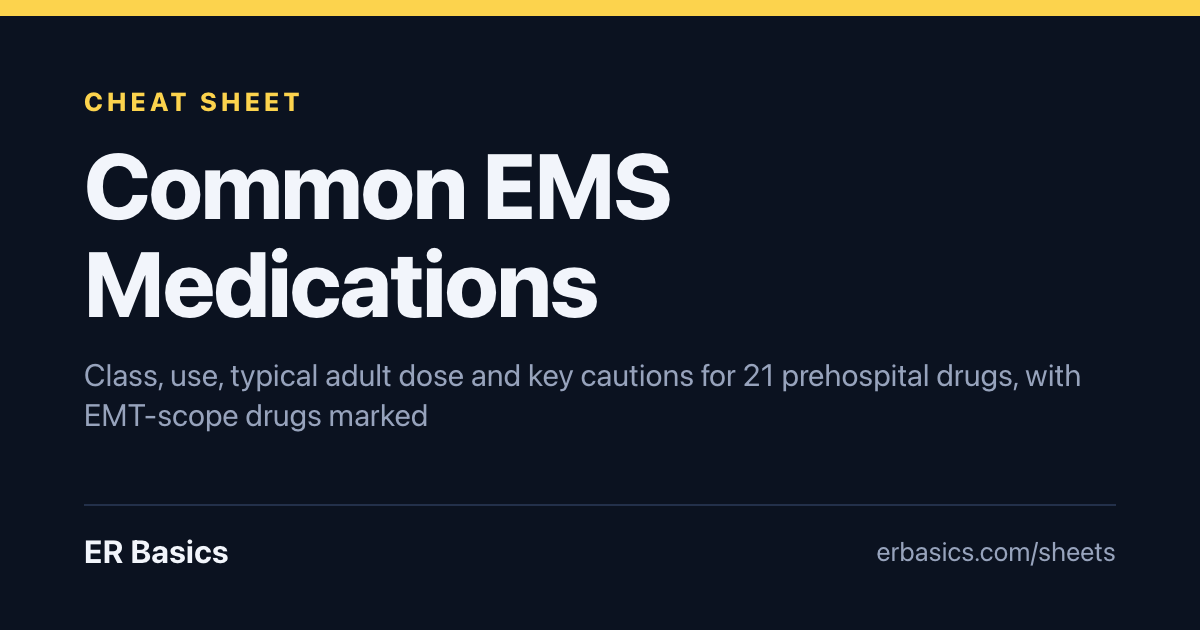 CHEAT SHEET
Common EMS
Medications
Class, use, typical adult dose and key cautions for 21 prehospital drugs, with
EMT-scope drugs marked
ER Basics
erbasics.com/sheets